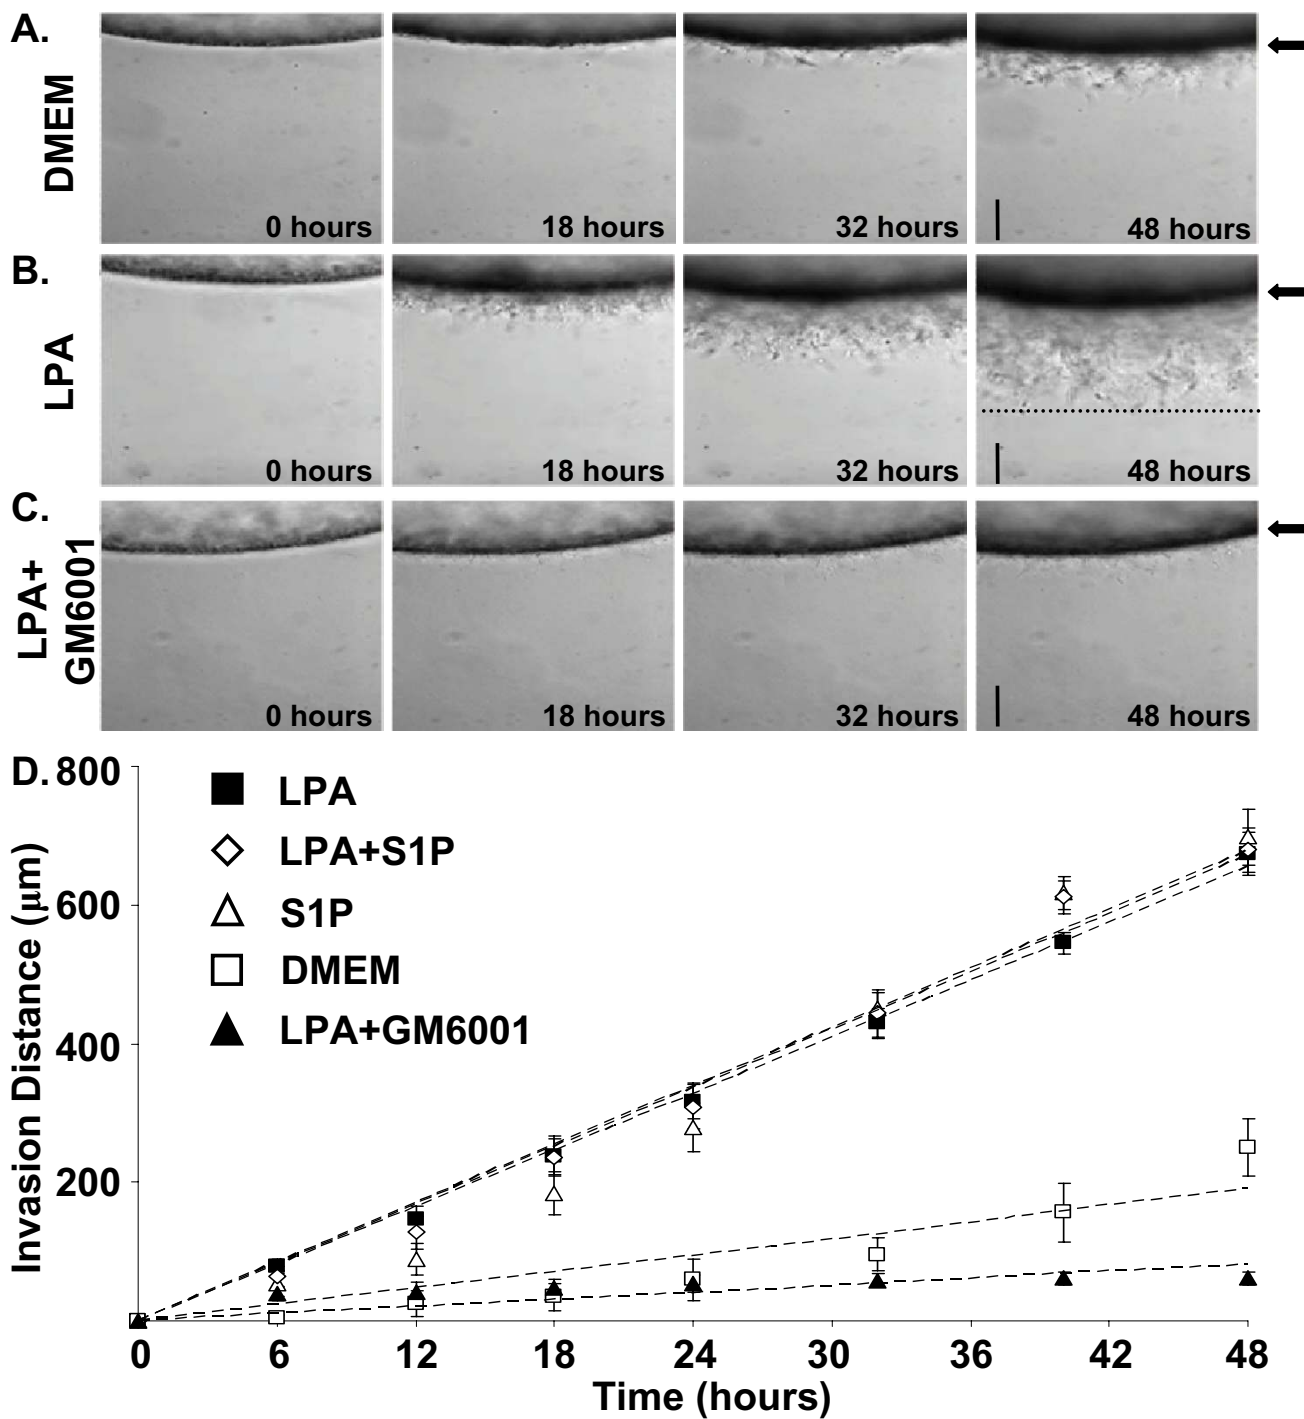 A.
DMEM
0 hours
18 hours
32 hours
48 hours
B.
LPA
0 hours
18 hours
32 hours
48 hours
C.
LPA+
GM6001
0 hours
18 hours
32 hours
48 hours
D.
800
600
400
200
Invasion Distance (μm)
LPA
LPA+S1P
S1P
DMEM
LPA+GM6001
0 6 12 18 24 30 36 42 48
Time (hours)